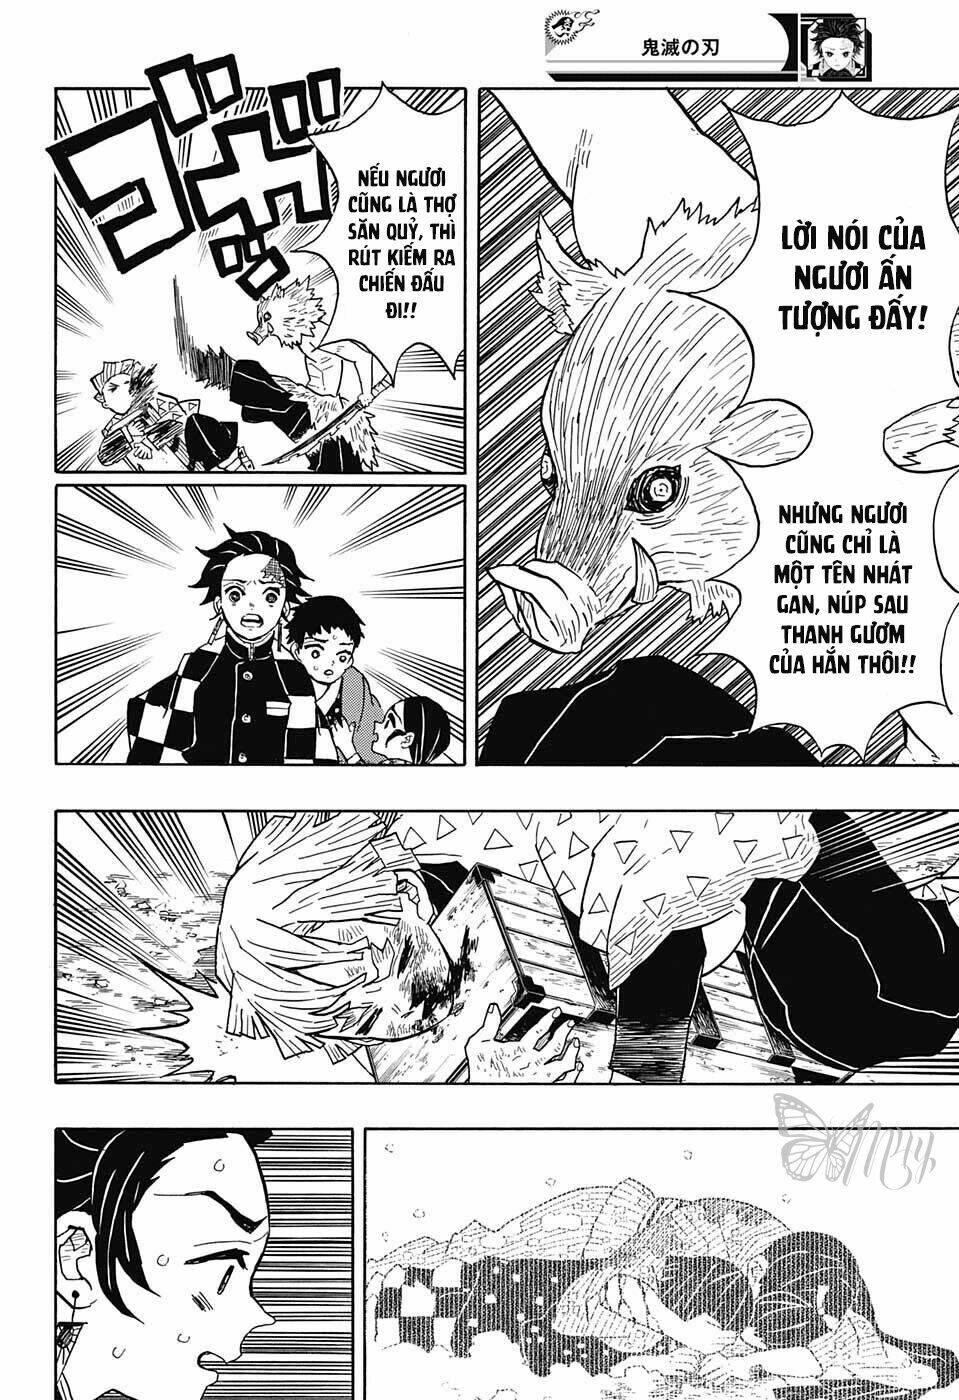 鬼滅の刃
LỜI NÓI CỦA
NGƯƠI ẤN
TƯỢNG ĐẤY!
NHƯNG NGƯƠI
CŨNG CHỈ LÀ
MỘT TÊN NHÁT
GAN, NÚP SAU
THANH GƯƠM
CỦA HẮN THÔI!!
NẾU NGƯƠI
CŨNG LÀ THỢ
SĂN QUỶ, THÌ
RÚT KIẾM RA
CHIẾN ĐẤU
ĐI!!